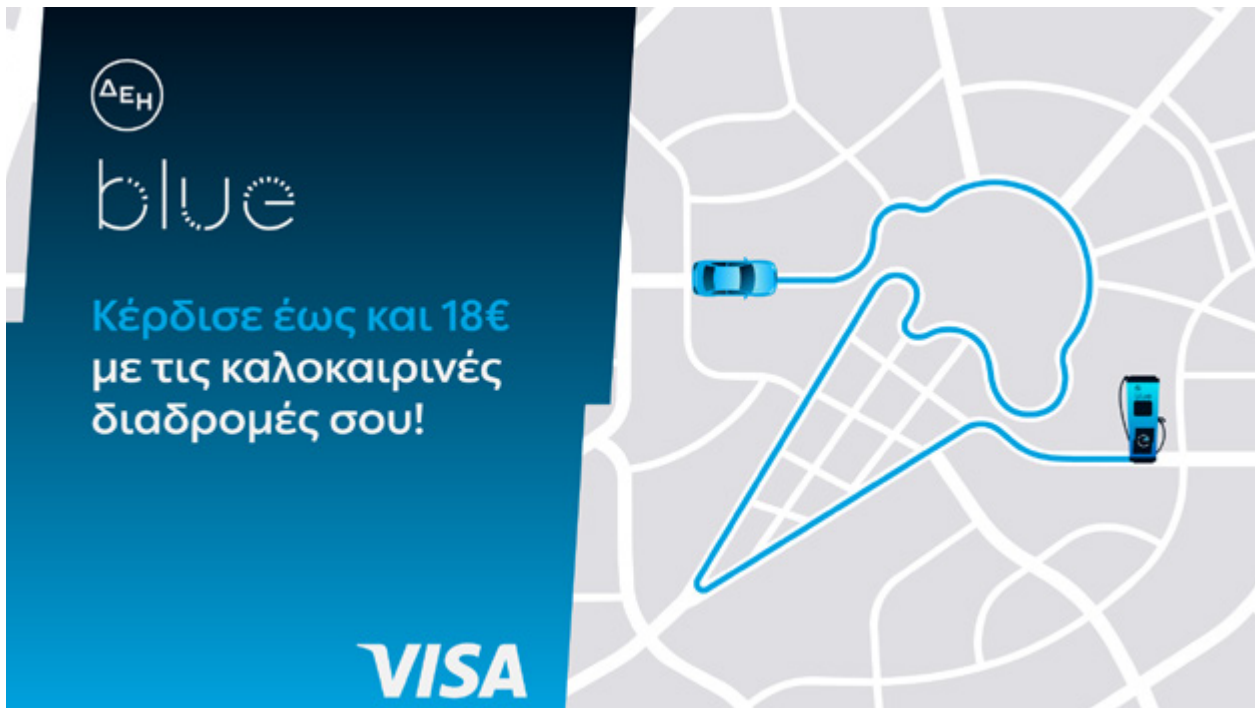 ΔΕΗ
blue
Κέρδισε έως και 18€
με τις καλοκαιρινές
διαδρομές σου!
VISA